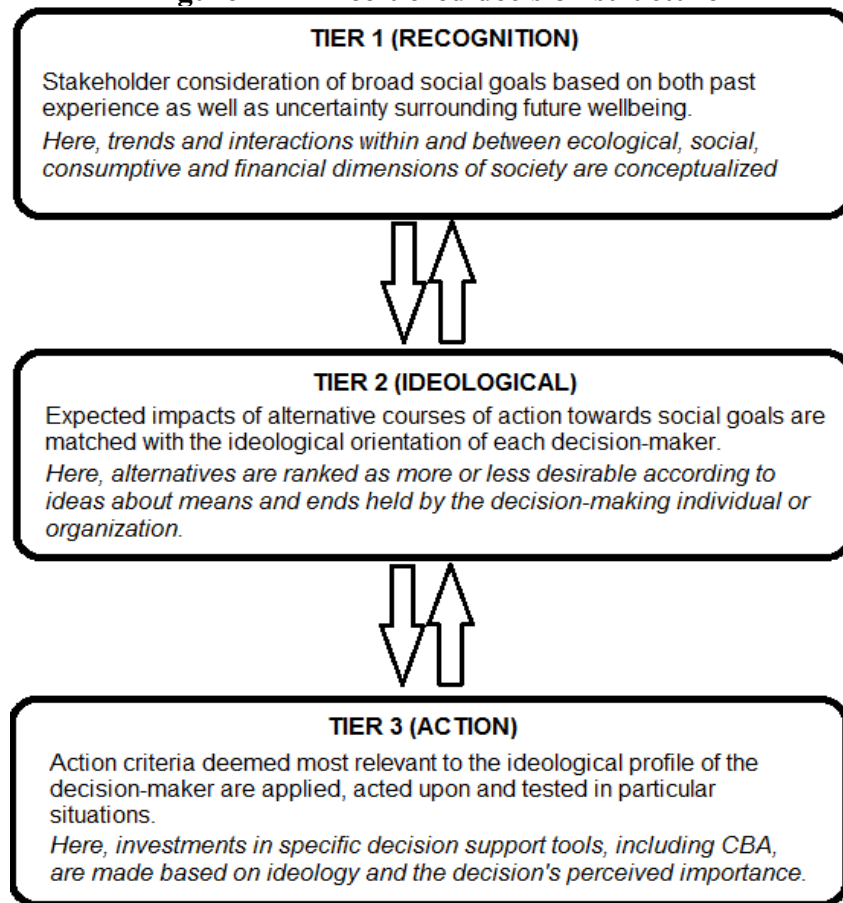 TIER 1 (RECOGNITION)
Stakeholder consideration of broad social goals based on both past
experience as well as uncertainty surrounding future wellbeing.
Here, trends and interactions within and between ecological, social,
consumptive and financial dimensions of society are conceptualized
TIER 2 (IDEOLOGICAL)
Expected impacts of alternative courses of action towards social goals are
matched with the ideological orientation of each decision-maker.
Here, alternatives are ranked as more or less desirable according to
ideas about means and ends held by the decision-making individual or
organization.
TIER 3 (ACTION)
Action criteria deemed most relevant to the ideological profile of the
decision-maker are applied, acted upon and tested in particular
situations.
Here, investments in specific decision support tools, including CBA,
are made based on ideology and the decision's perceived importance.